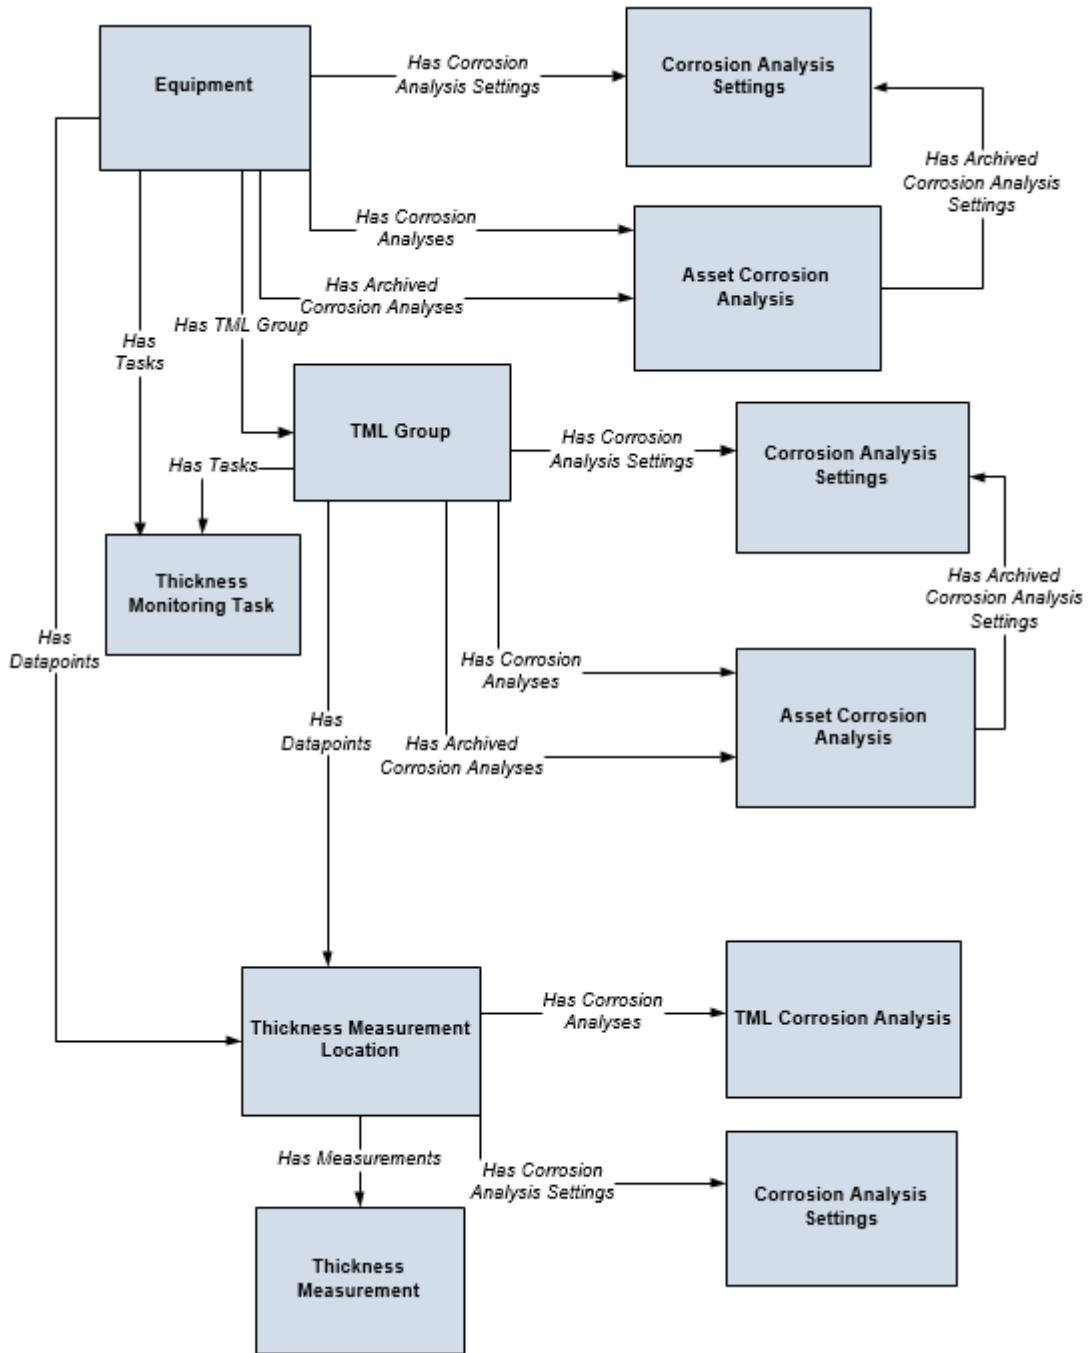 Equipment
Has Corrosion
Analysis Settings
Corrosion Analysis
Settings
Has Archived
Corrosion Analysis
Settings
Has Corrosion
Analyses
Asset Corrosion
Analysis
Has Archived
Corrosion Analyses
Has TML Group
Has
Tasks
TML Group
Has Corrosion
Analysis Settings
Corrosion Analysis
Settings
Has Tasks
Thickness
Monitoring Task
Has Archived
Corrosion Analysis
Settings
Has
Datapoints
Has Corrosion
Analyses
Asset Corrosion
Analysis
Has
Datapoints
Has Archived
Corrosion Analyses
Thickness Measurement
Location
Has Corrosion
Analyses
TML Corrosion Analysis
Has Measurements
Has Corrosion
Analysis Settings
Corrosion Analysis
Settings
Thickness
Measurement